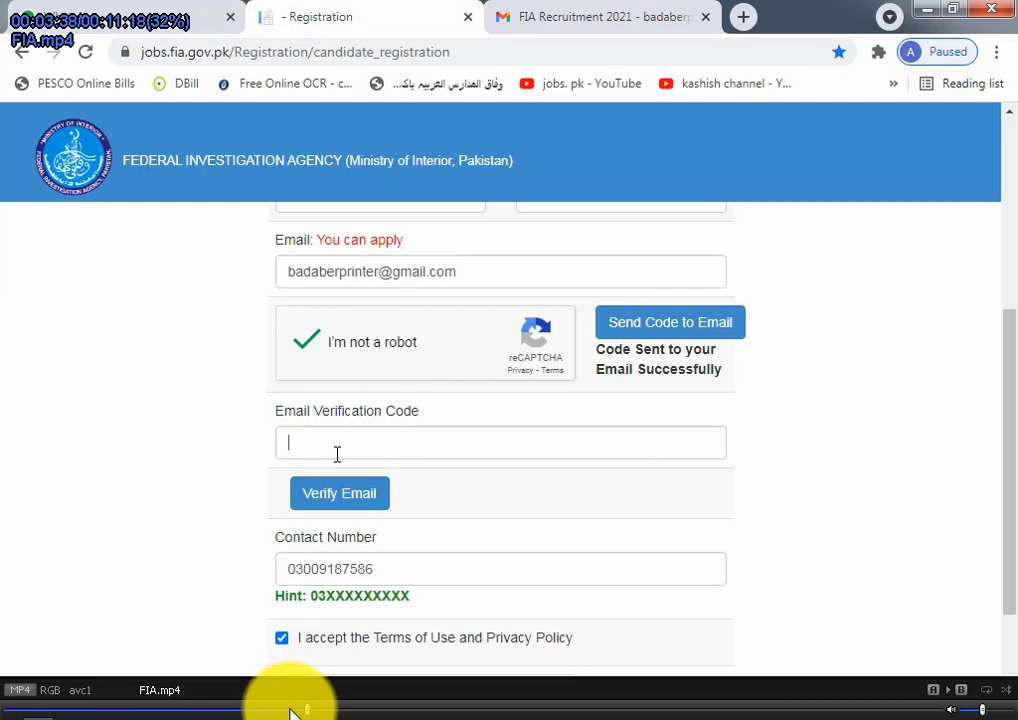 00:03:38/00:11:18(32%)
FIA.mp4
- Registration
FIA Recruitment 2021 - badaberp
jobs.fia.gov.pk/Registration/candidate_registration
A Paused
PESCO Online Bills
DBill
Free Online OCR - c...
وفاق المدارس العربیہ پاک...
jobs. pk - YouTube
kashish channel - Y...
»
Reading list
FEDERAL INVESTIGATION AGENCY (Ministry of Interior, Pakistan)
Email: You can apply
badaberprinter@gmail.com
I'm not a robot
reCAPTCHA
Privacy - Terms
Send Code to Email
Code Sent to your
Email Successfully
Email Verification Code
Verify Email
Contact Number
03009187586
Hint: 03XXXXXXXXX
I accept the Terms of Use and Privacy Policy
MP4 RGB avc1 FIA.mp4
A B